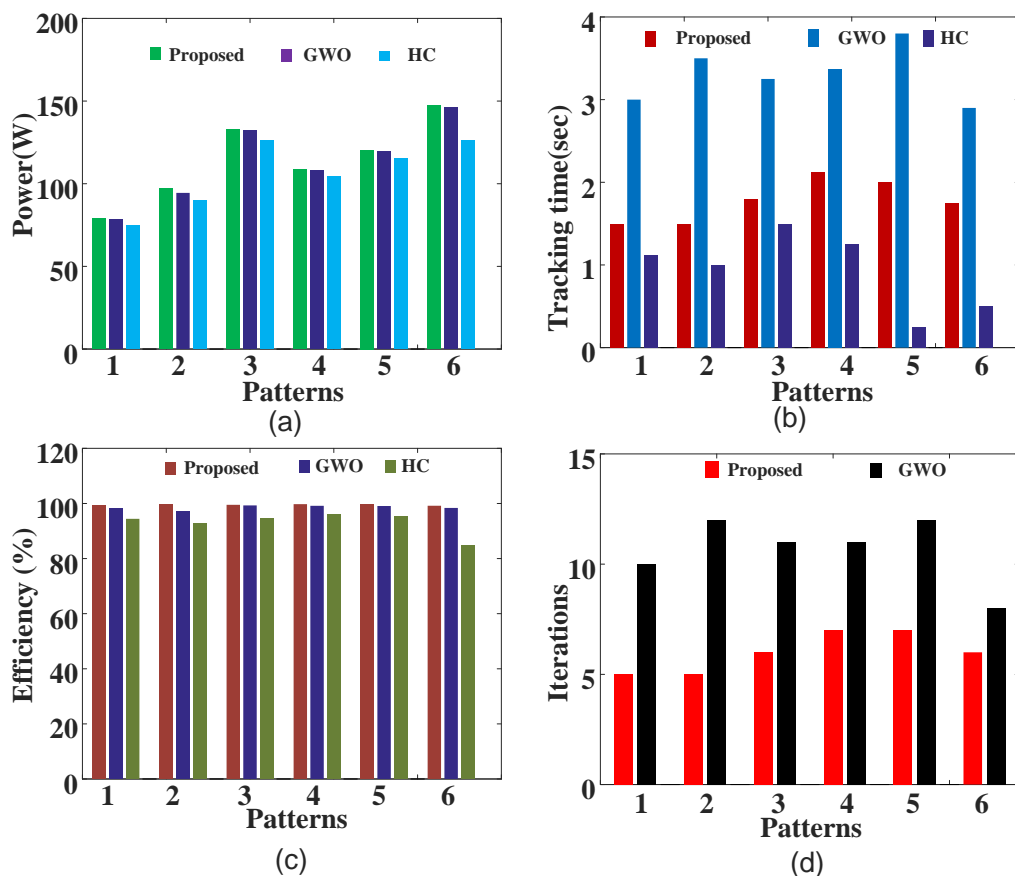 200
150
100
50
0
Power(W)
Proposed GWO HC
1 2 3 4 5 6
Patterns
(a)
4
3
2
1
0
Tracking time(sec)
Proposed GWO HC
1 2 3 4 5 6
Patterns
(b)
120
100
80
60
40
20
0
Efficiency (%)
Proposed GWO HC
1 2 3 4 5 6
Patterns
(c)
15
10
5
0
Iterations
Proposed GWO
1 2 3 4 5 6
Patterns
(d)